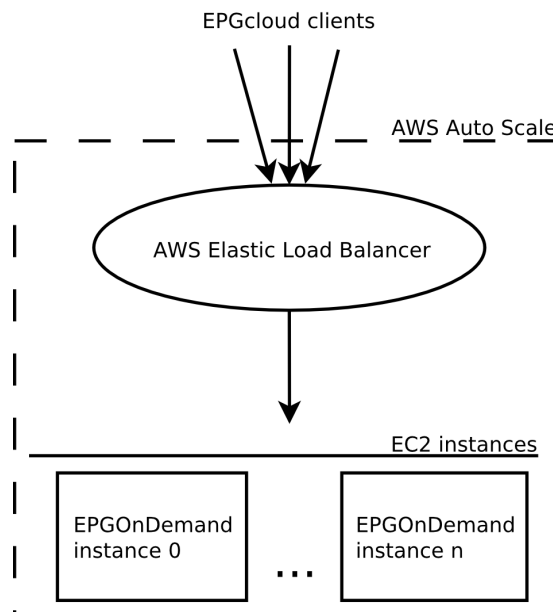 EPGcloud clients
AWS Auto Scale
AWS Elastic Load Balancer
EC2 instances
EPGOnDemand
instance 0
...
EPGOnDemand
instance n